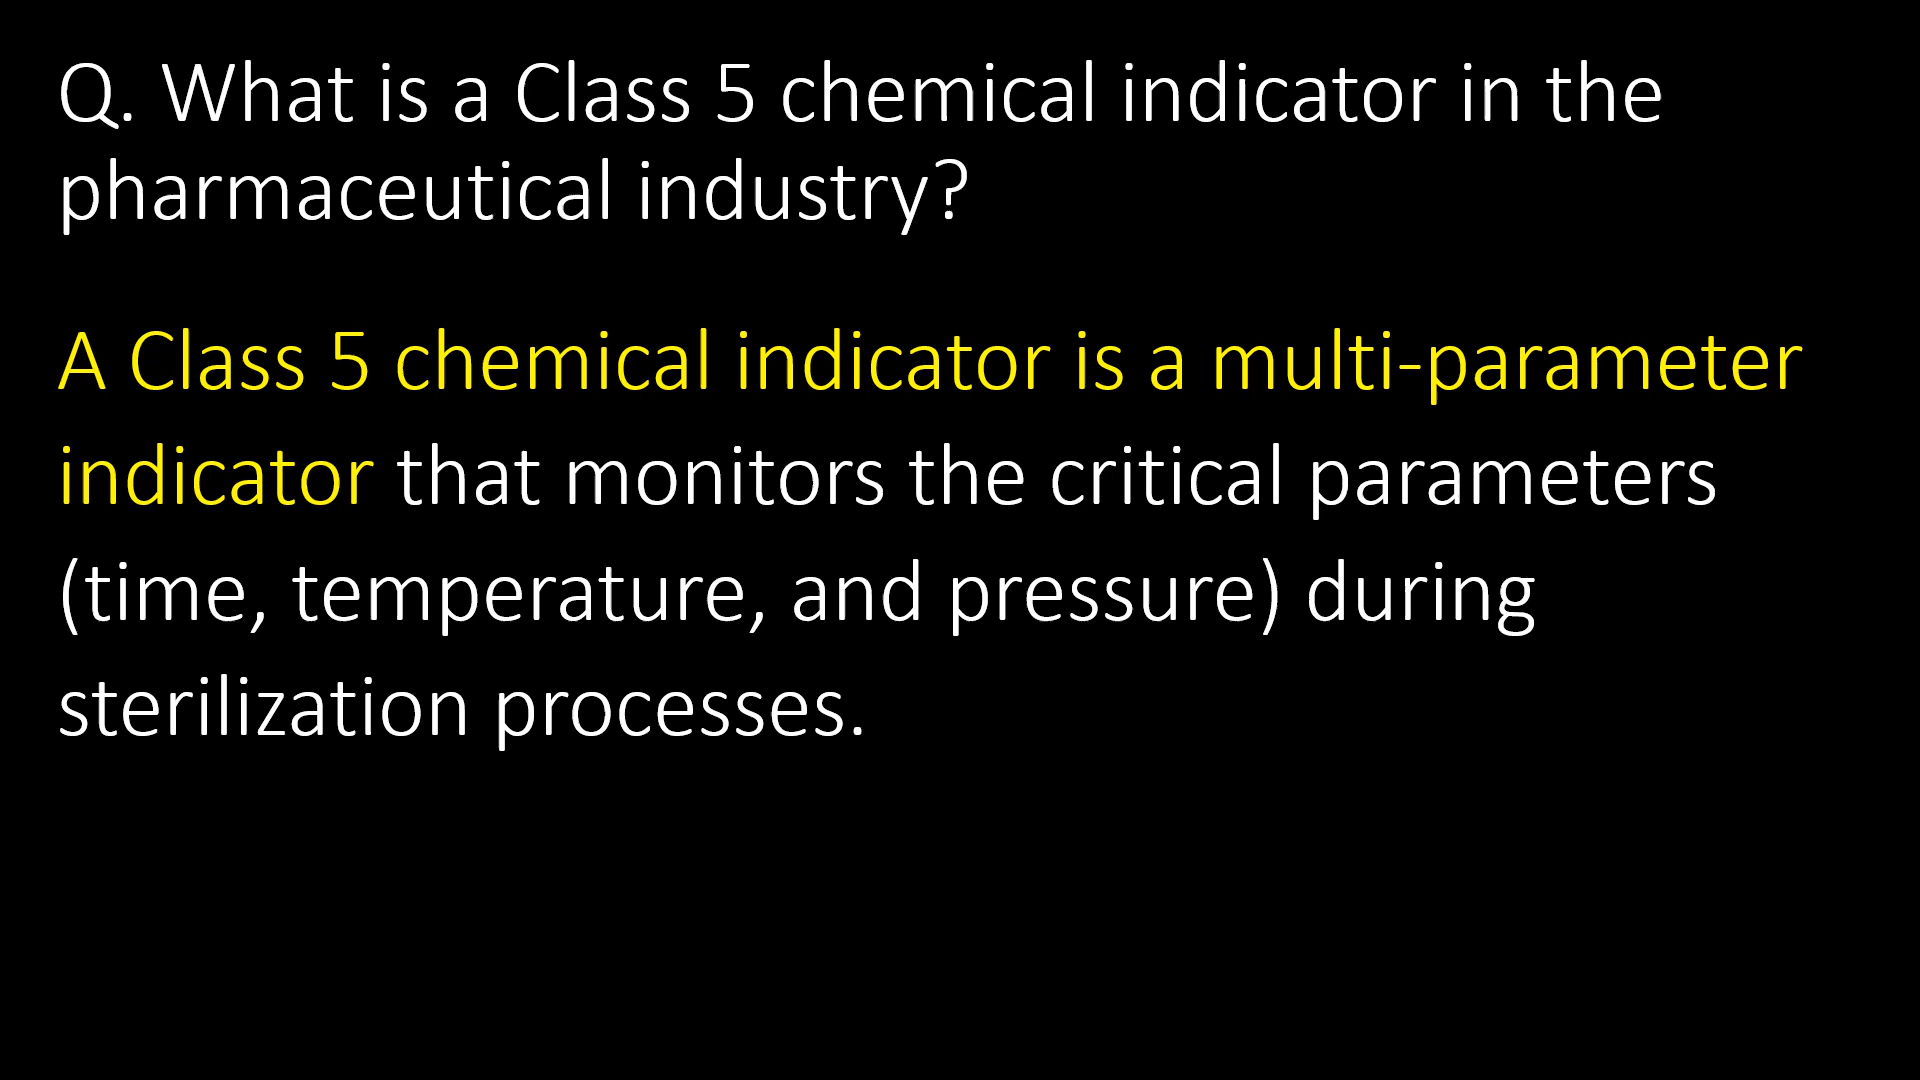 Q. What is a Class 5 chemical indicator in the
pharmaceutical industry?
A Class 5 chemical indicator is a multi-parameter
indicator that monitors the critical parameters
(time, temperature, and pressure) during
sterilization processes.